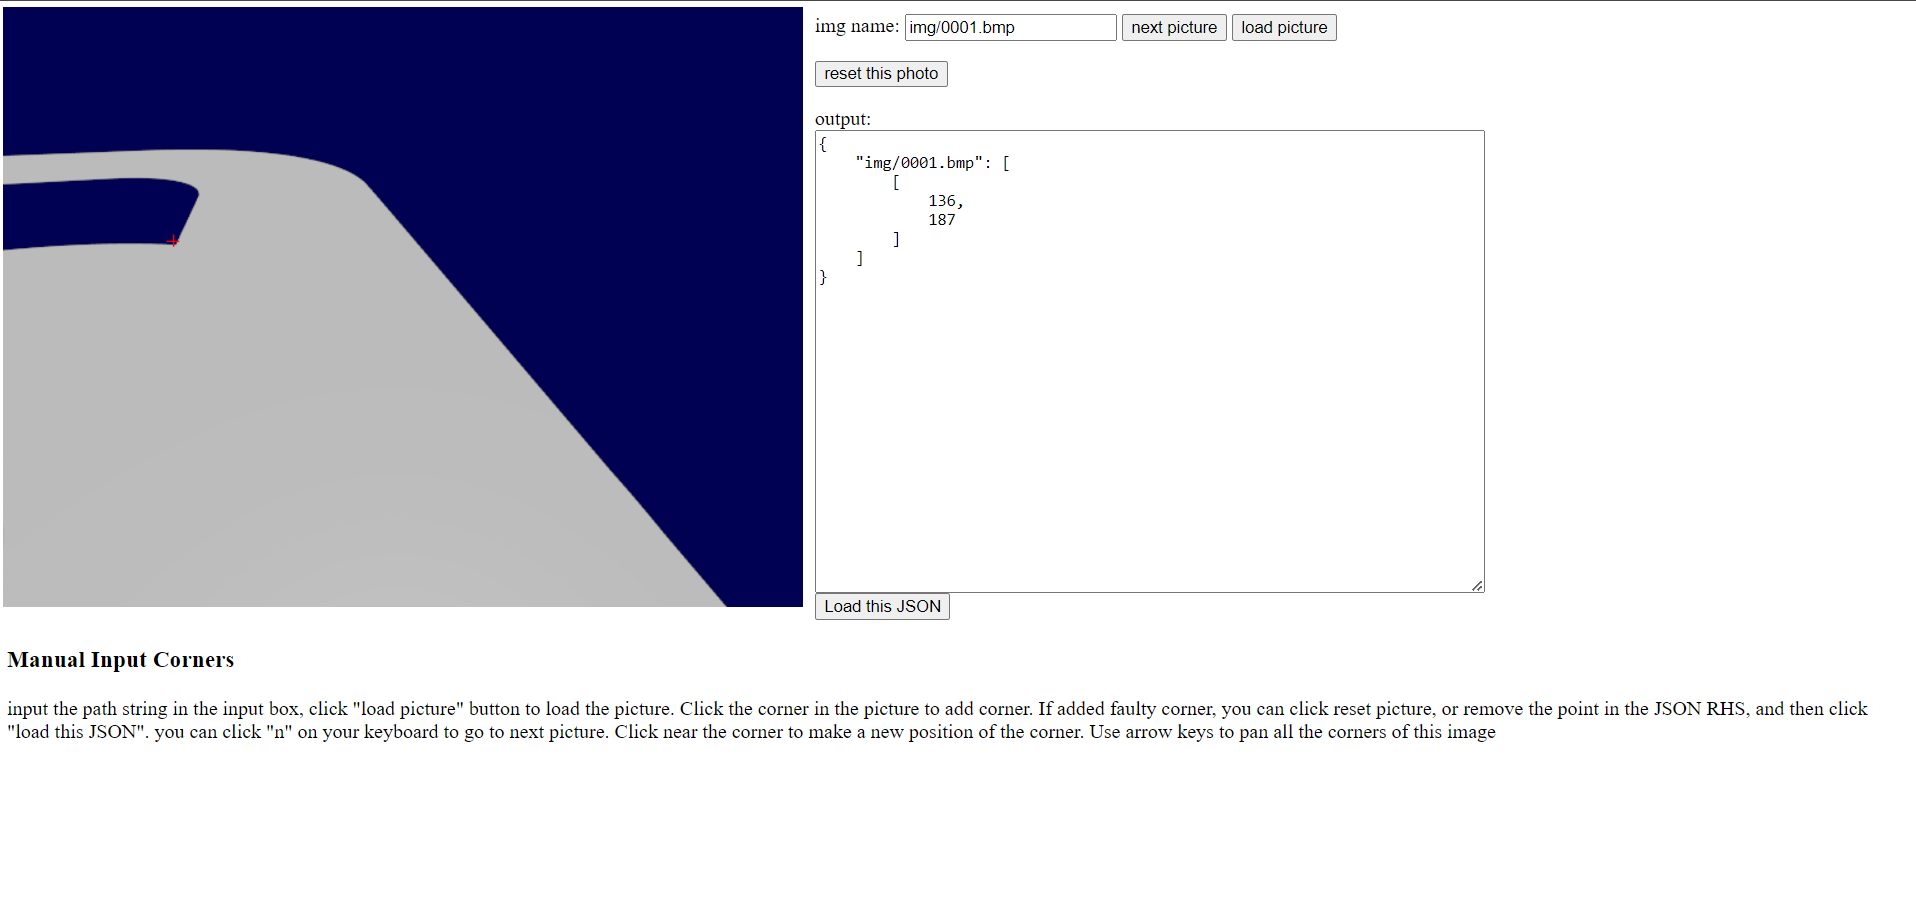 img name: img/0001.bmp next picture load picture
reset this photo
output:
{
    "img/0001.bmp": [
        [
            136,
            187
        ]
    ]
}
Load this JSON
Manual Input Corners
input the path string in the input box, click "load picture" button to load the picture. Click the corner in the picture to add corner. If added faulty corner, you can click reset picture, or remove the point in the JSON RHS, and then click
"load this JSON". you can click "n" on your keyboard to go to next picture. Click near the corner to make a new position of the corner. Use arrow keys to pan all the corners of this image